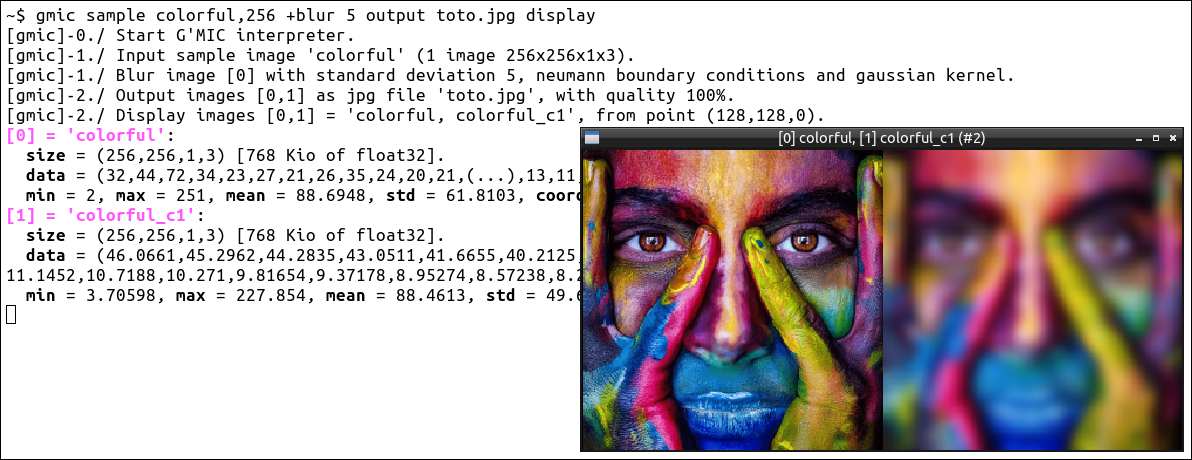 ~$ gmic sample colorful,256 +blur 5 output toto.jpg display
[gmic]-0./ Start G'MIC interpreter.
[gmic]-1./ Input sample image 'colorful' (1 image 256x256x1x3).
[gmic]-1./ Blur image [0] with standard deviation 5, neumann boundary conditions and gaussian kernel.
[gmic]-2./ Output images [0,1] as jpg file 'toto.jpg', with quality 100%.
[gmic]-2./ Display images [0,1] = 'colorful, colorful_c1', from point (128,128,0).
[0] = 'colorful':
size = (256,256,1,3) [768 Kio of float32].
data = (32,44,72,34,23,27,21,26,35,24,20,21,(...),13,11,
min = 2, max = 251, mean = 88.6948, std = 61.8103, coord
[1] = 'colorful_c1':
size = (256,256,1,3) [768 Kio of float32].
data = (46.0661,45.2962,44.2835,43.0511,41.6655,40.2125,
11.1452,10.7188,10.271,9.81654,9.37178,8.95274,8.57238,8.2
min = 3.70598, max = 227.854, mean = 88.4613, std = 49.6
[0] colorful, [1] colorful_c1 (#2)